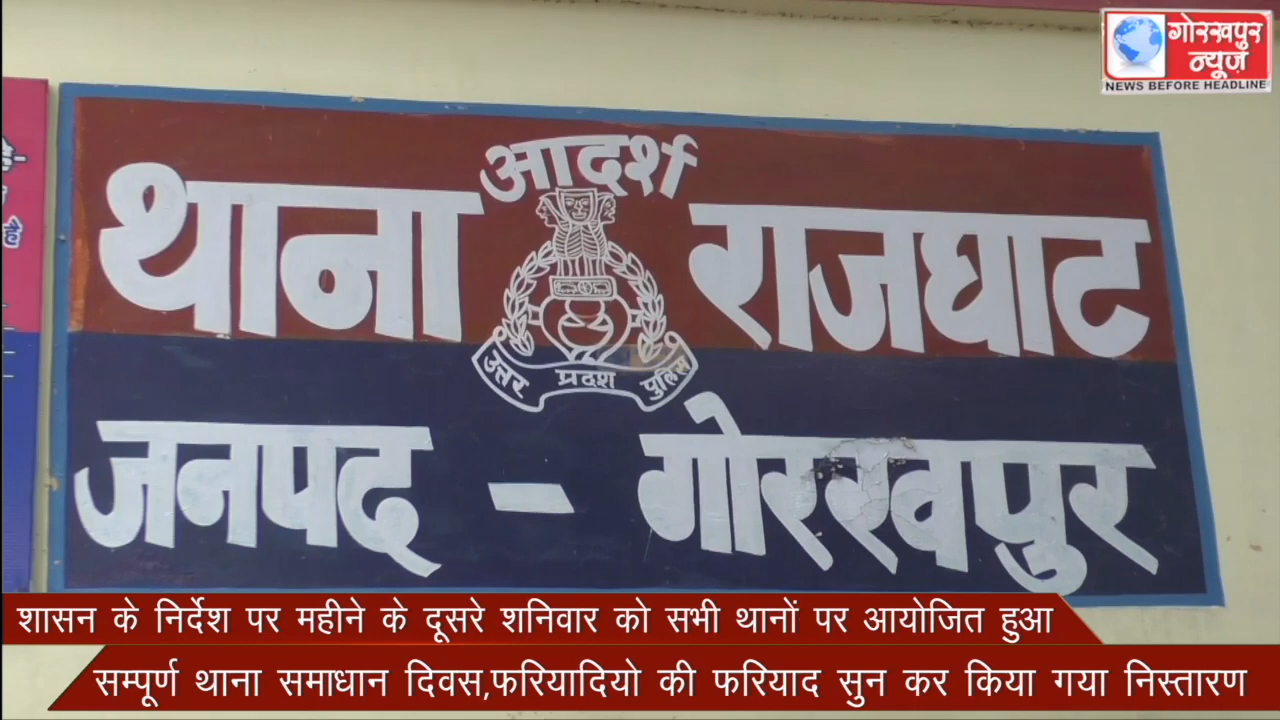 गोरखपुर
न्यूज़
NEWS BEFORE HEADLINE
आदर्श
थाना राजघाट
उत्तर प्रदेश पुलिस
जनपद - गोरखपुर
शासन के निर्देश पर महीने के दूसरे शनिवार को सभी थानों पर आयोजित हुआ
सम्पूर्ण थाना समाधान दिवस,फरियादियो की फरियाद सुन कर किया गया निस्तारण